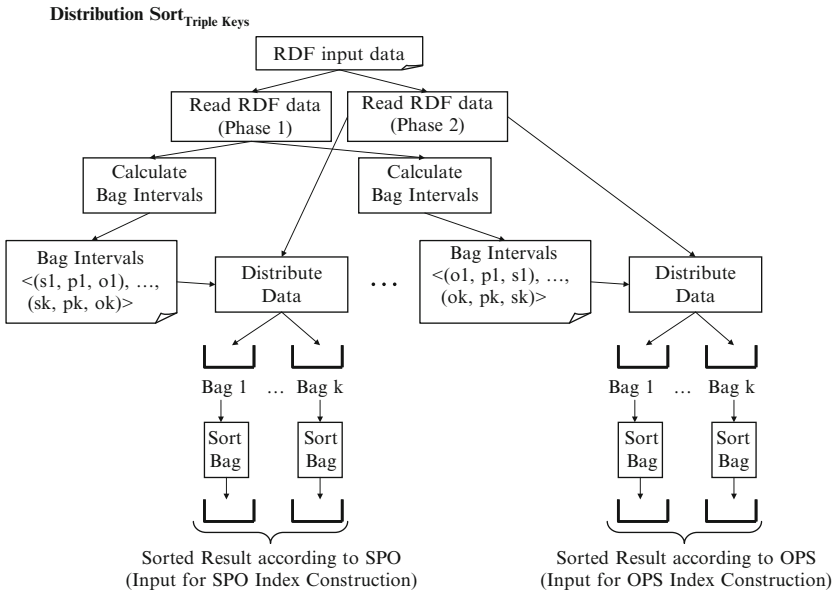 Distribution Sort Triple Keys
RDF input data
Read RDF data
(Phase 1)
Read RDF data
(Phase 2)
Calculate
Bag Intervals
Calculate
Bag Intervals
Bag Intervals
<(s1, p1, o1), …,
(sk, pk, ok)>
Distribute
Data
…
Bag Intervals
<(o1, p1, s1), …,
(ok, pk, sk)>
Distribute
Data
Bag 1 … Bag k
Bag 1 … Bag k
Sort
Bag
Sort
Bag
Sort
Bag
Sort
Bag
Sorted Result according to SPO
(Input for SPO Index Construction)
Sorted Result according to OPS
(Input for OPS Index Construction)